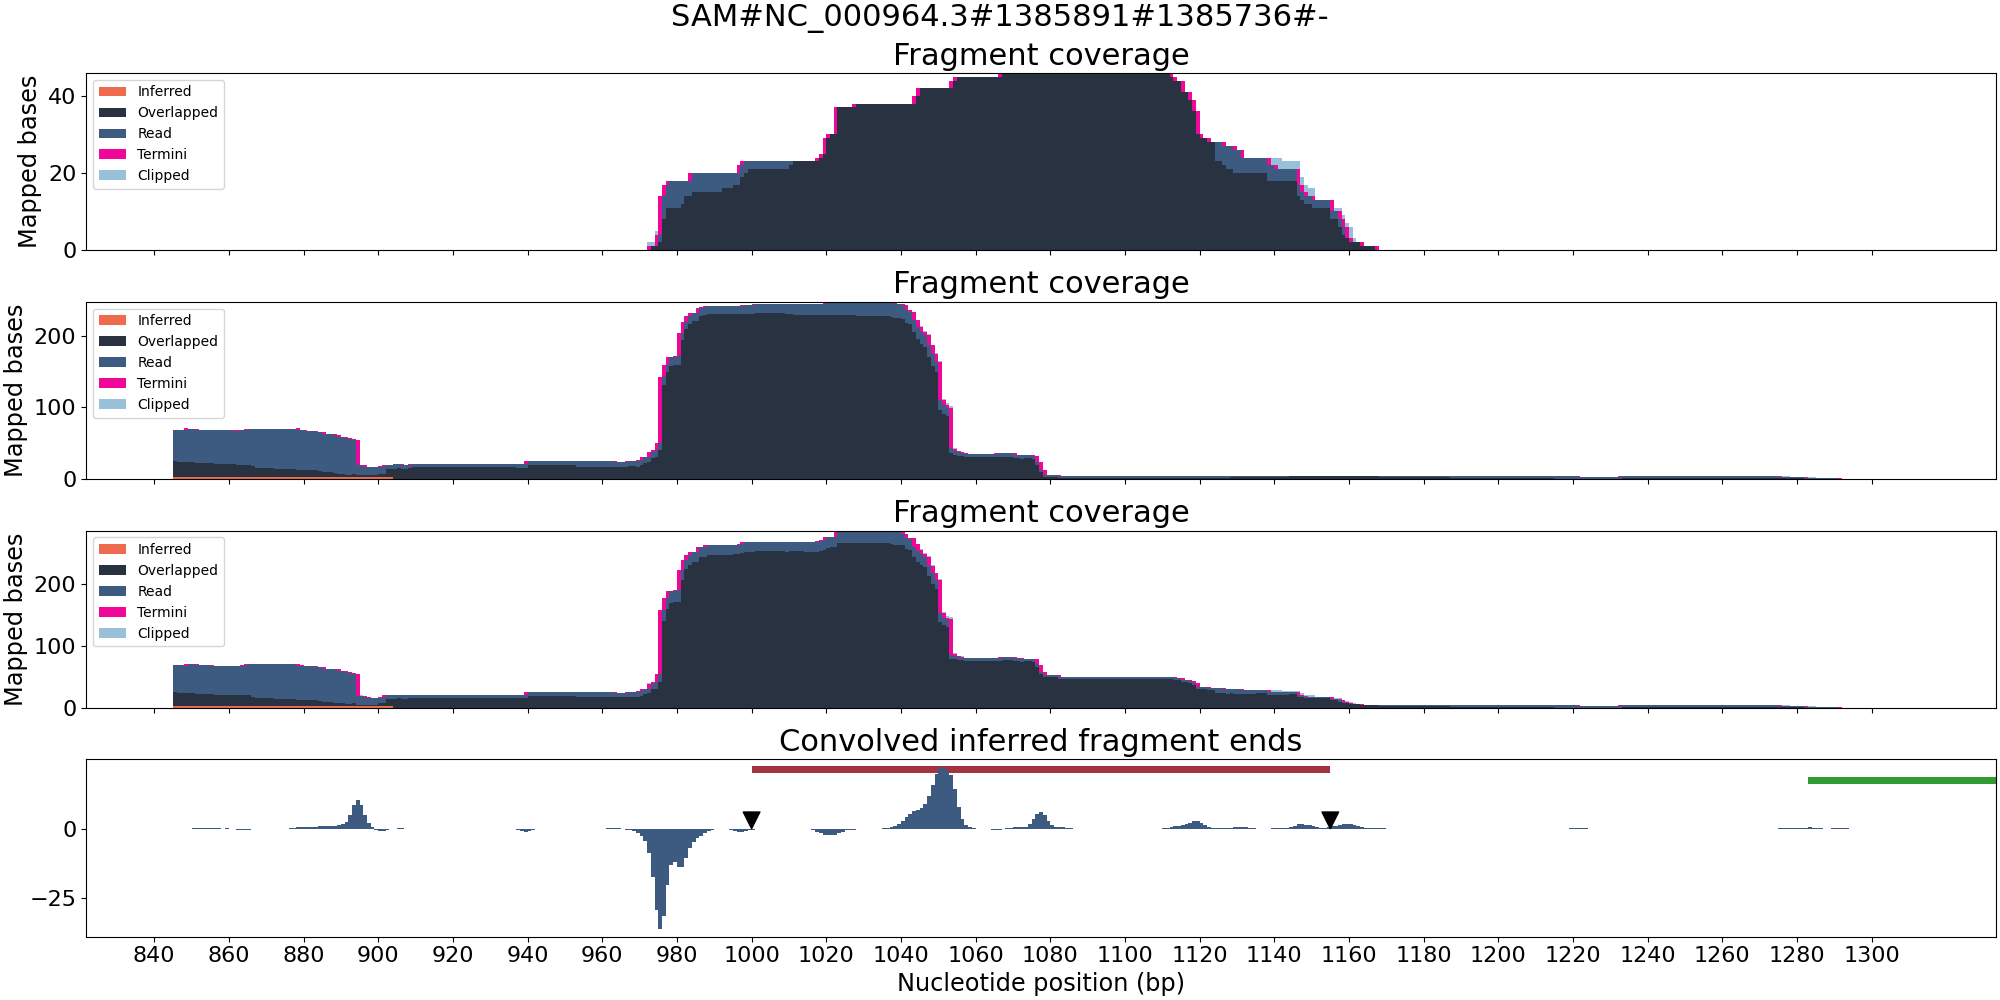 SAM#NC_000964.3#1385891#1385736#-
Fragment coverage
Mapped bases
40
20
0
Inferred
Overlapped
Read
Termini
Clipped
Fragment coverage
Mapped bases
200
100
0
Inferred
Overlapped
Read
Termini
Clipped
Fragment coverage
Mapped bases
200
100
0
Inferred
Overlapped
Read
Termini
Clipped
Convolved inferred fragment ends
0
−25
840 860 880 900 920 940 960 980 1000 1020 1040 1060 1080 1100 1120 1140 1160 1180 1200 1220 1240 1260 1280 1300
Nucleotide position (bp)